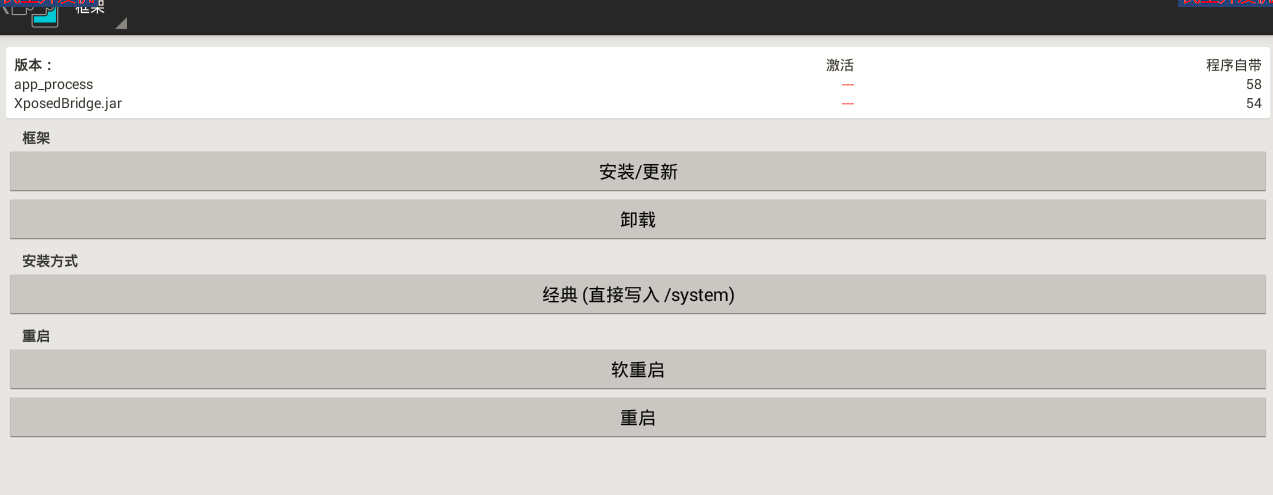 框架
版本： 激活 程序自带
app_process --- 58
XposedBridge.jar --- 54
框架
安装/更新
卸载
安装方式
经典 (直接写入 /system)
重启
软重启
重启